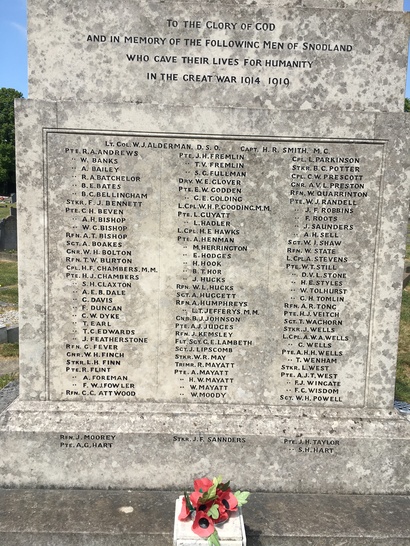 TO THE GLORY OF GOD
AND IN MEMORY OF THE FOLLOWING MEN OF SNODLAND
WHO GAVE THEIR LIVES FOR HUMANITY
IN THE GREAT WAR 1914 1919
LT. COL. W.J. ALDERMAN, D.S.O. CAPT. H.R. SMITH, M.C.
PTE. R.A. ANDREWS
" W. BANKS
" A. BAILEY
" R.A. BATCHELOR
" B.E. BATES
" B.C. BELLINGHAM
STKR. F.J. BENNETT
PTE. C.H. BEVEN
" A.H. BISHOP
" W.G. BISHOP
RFN. A.T. BISHOP
SGT. A. BOAKES
GNR. W.H. BOLTON
RFN. T.W. BURTON
CPL. H.F. CHAMBERS, M.M.
PTE. H.J. CHAMBERS
" S.H. CLAXTON
" A.E.B. DALE
" C. DAVIS
" F. DUNCAN
" C.W. DYKE
" T. EARL
" T.C. EDWARDS
" J. FEATHERSTONE
RFN. G. FEVER
GNR. W.H. FINCH
STKR. L.H. FINN
PTE. R. FLINT
" A. FOREMAN
" F.W.J. FOWLER
RFN. C.C. ATTWOOD
PTE. J.H. FREMLIN
" T.V. FREMLIN
" S.G. FULLMAN
DRV. W.E. GLOVER
PTE. E.W. GODDEN
" G.E. GOLDING
L.CPL. W.H.P. GOODING, M.M.
PTE. L. GUYATT
" L. HADLER
L.CPL. H.E. HAWKS
PTE. A. HENMAN
" M. HERRINGTON
" E. HODGES
" H. HOOK
" B.T. HOR
" J. HUCKS
RFN. W.L. HUCKS
SGT. A. HUGGETT
RFN. A. HUMPHREYS
" L.T. JEFFERYS, M.M.
GNR. B.J. JOHNSON
PTE. A.J. JUDGES
RFN. J. KEMSLEY
FLT. SGT. G.E. LAMBETH
SGT. J. LIPSCOMB
STKR. W.R. MAY
TRIMR. R. MAYATT
PTE. A. MAYATT
" H.W. MAYATT
" W. MAYATT
" W. MOODY
CPL. L. PARKINSON
STKR. B.C. POTTER
CPL. C.W. PRESCOTT
GNR. A.V.L. PRESTON
RFN. W. QUARRINTON
PTE. W.J. RANDELL
" J.F. ROBBINS
" F. ROOTS
" J. SAUNDERS
" A.H. SELL
SGT. W.J. SHAW
RFN. W. STATE
L.CPL. A. STEVENS
PTE. W.T. STILL
" D.V.L. STONE
" H.E. STYLES
" W. TOLHURST
" G.H. TOMLIN
RFN. A.R. TONG
PTE. H.J. VEITCH
SGT. T. WACHORN
STKR. J. WELLS
L.CPL. A.W.A. WELLS
" C. WELLS
PTE. A.H.H. WELLS
" T. WENHAM
STKR. L. WEST
PTE. A.J.T. WEST
" F.J. WINGATE
" F.C. WISDOM
SGT. W.H. POWELL
RFN. J. MOOREY
PTE. A.G. HART
STKR. J.F. SANNDERS
PTE. J.H. TAYLOR
" S.H. HART